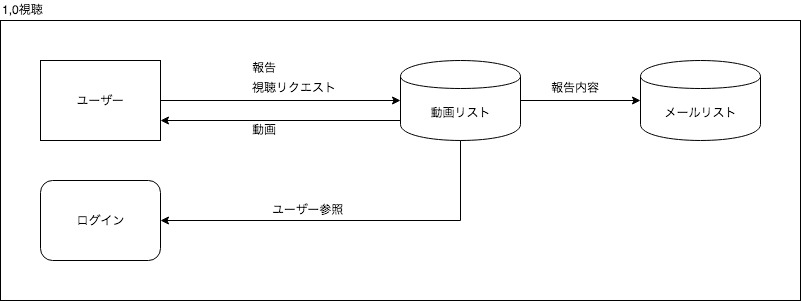 1,0視聴
報告
視聴リクエスト
ユーザー
動画リスト
報告内容
メールリスト
動画
ユーザー参照
ログイン